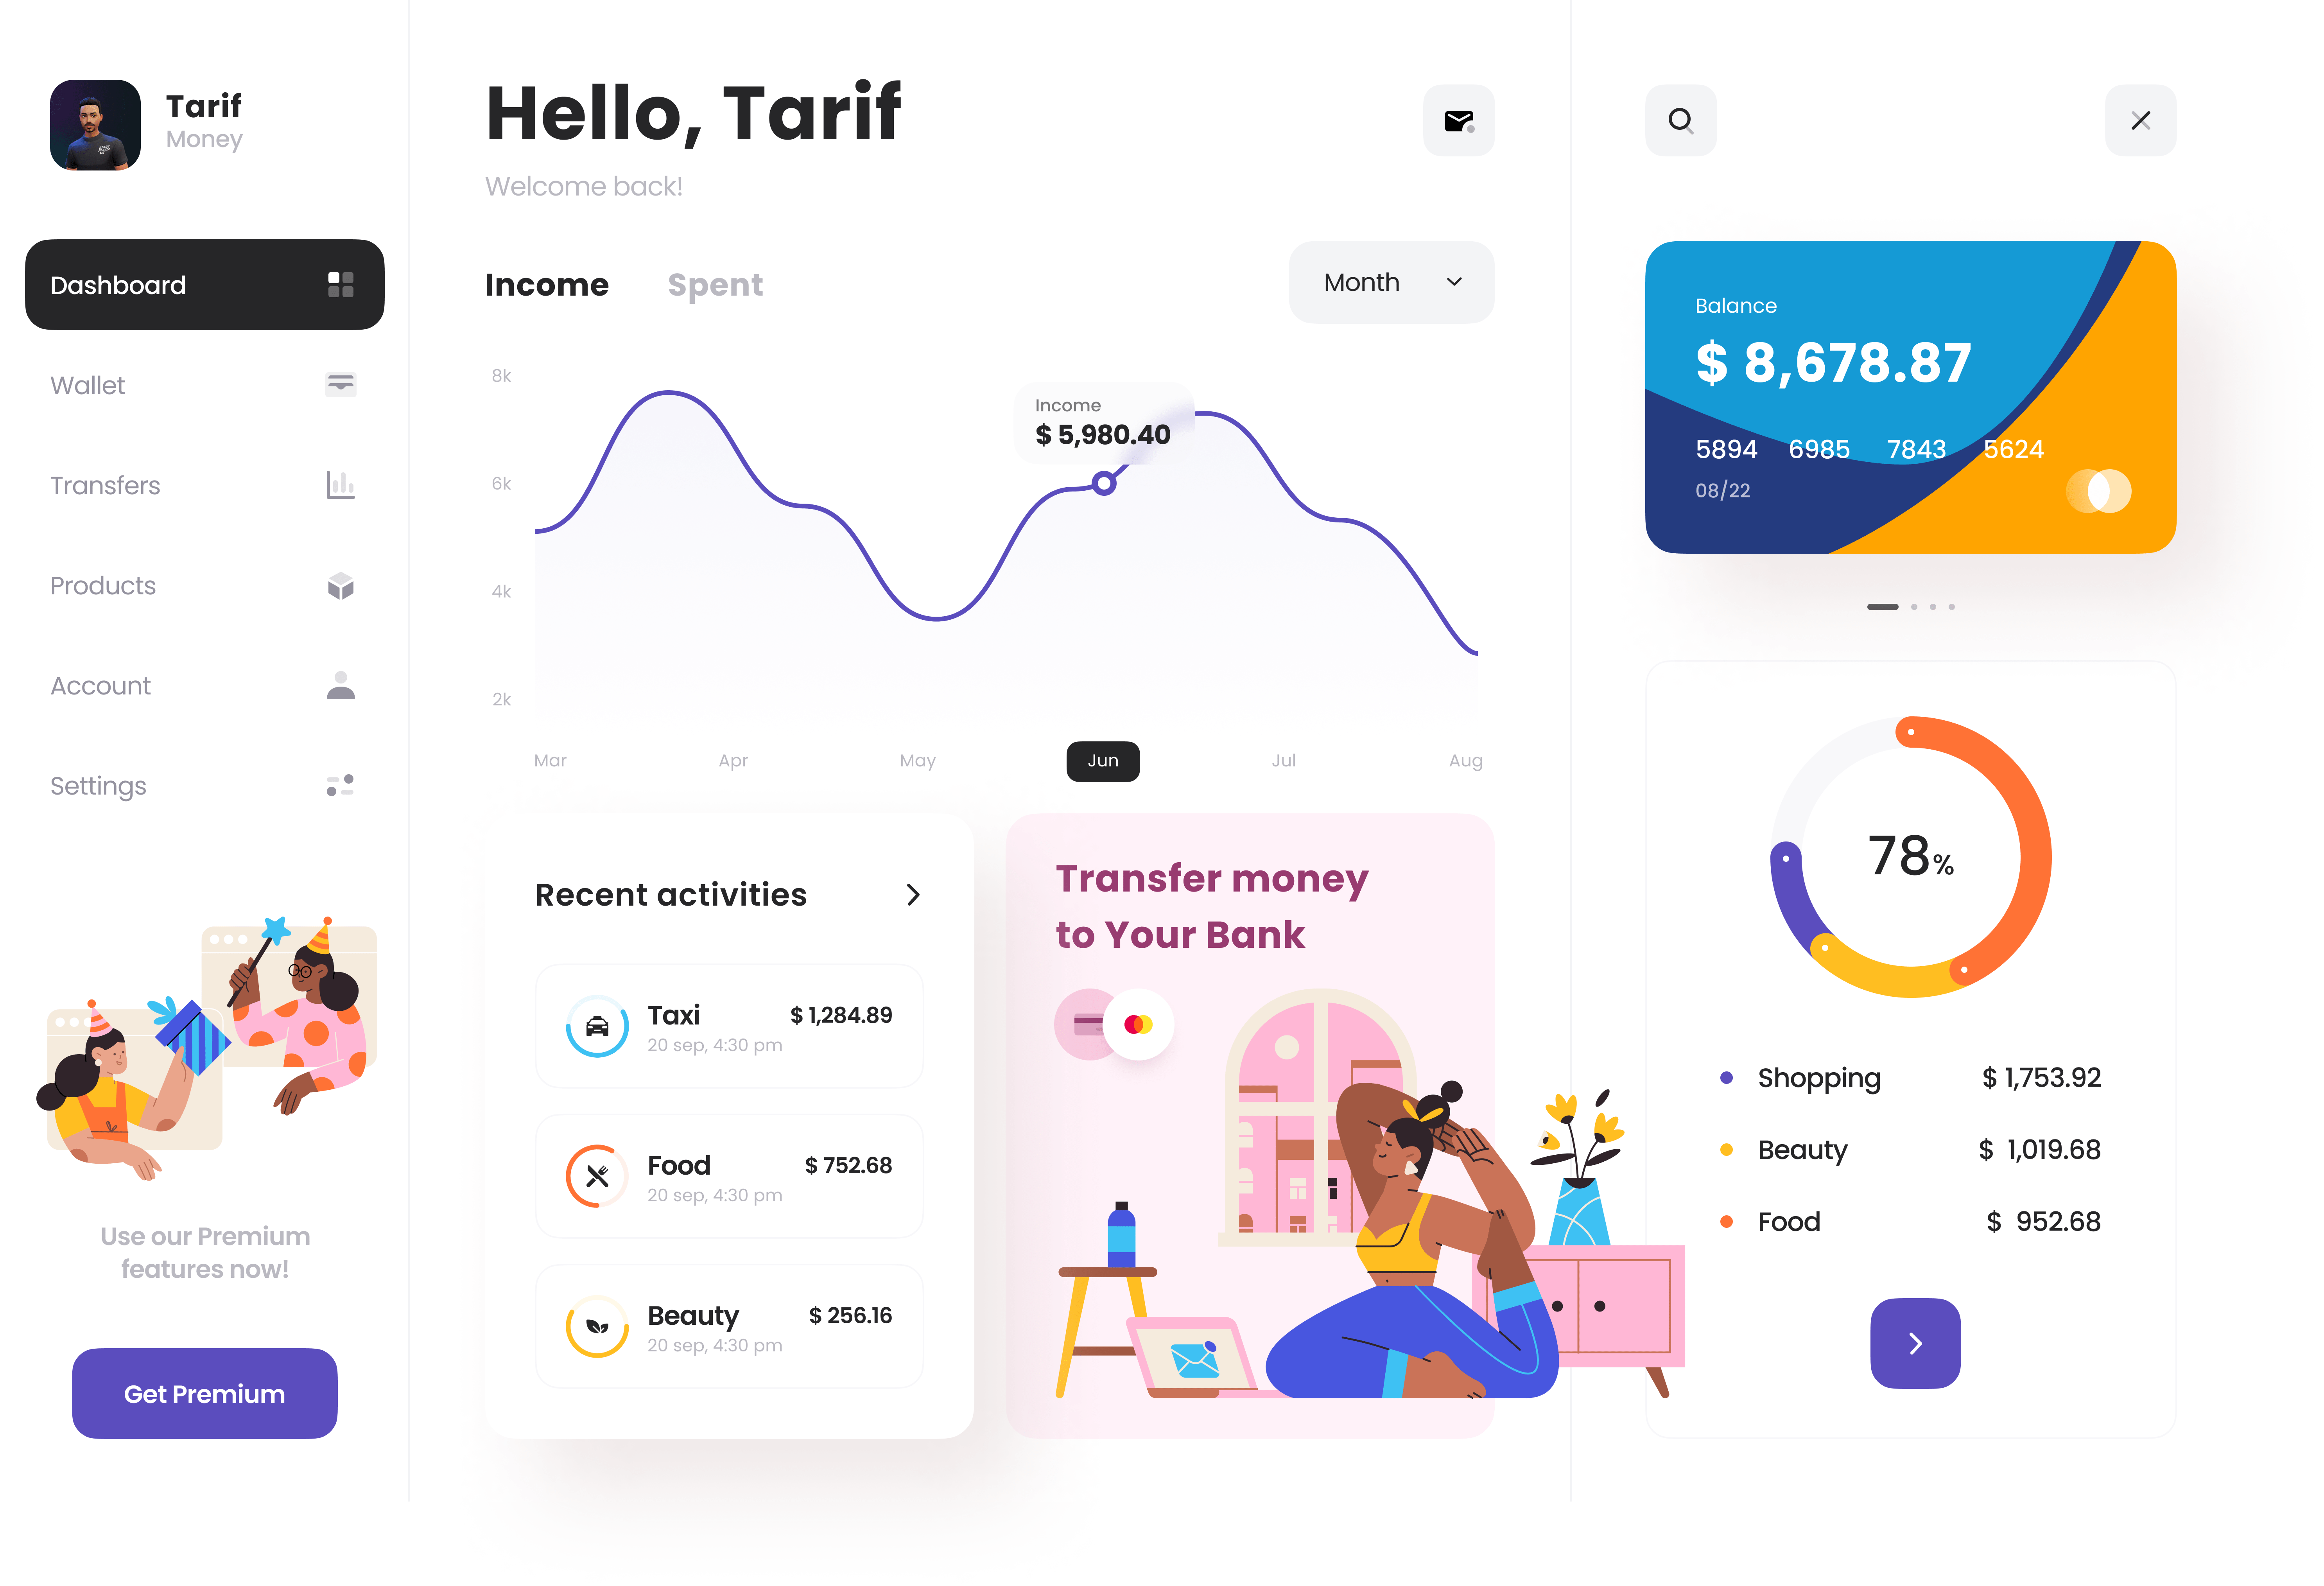 Tarif
Money
Dashboard
Wallet
Transfers
Products
Account
Settings
Use our Premium
features now!
Get Premium
Hello, Tarif
Welcome back!
Income Spent
Month
8k
6k
4k
2k
Income
$ 5,980.40
Mar Apr May Jun Jul Aug
Recent activities
Taxi $ 1,284.89
20 sep, 4:30 pm
Food $ 752.68
20 sep, 4:30 pm
Beauty $ 256.16
20 sep, 4:30 pm
Transfer money
to Your Bank
Balance
$ 8,678.87
5894 6985 7843 5624
08/22
78%
Shopping $ 1,753.92
Beauty $ 1,019.68
Food $ 952.68